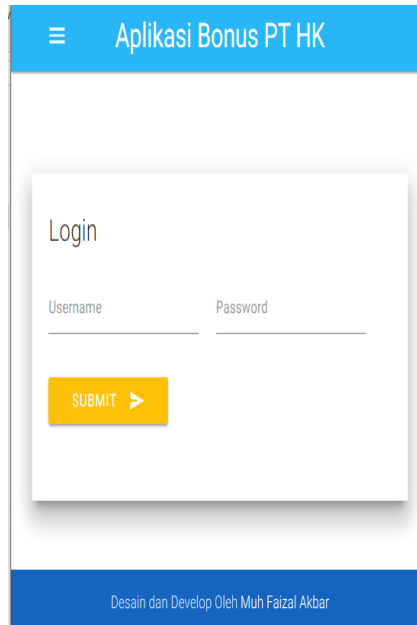 Aplikasi Bonus PT HK
Login
Username Password
SUBMIT
Desain dan Develop Oleh Muh Faizal Akbar